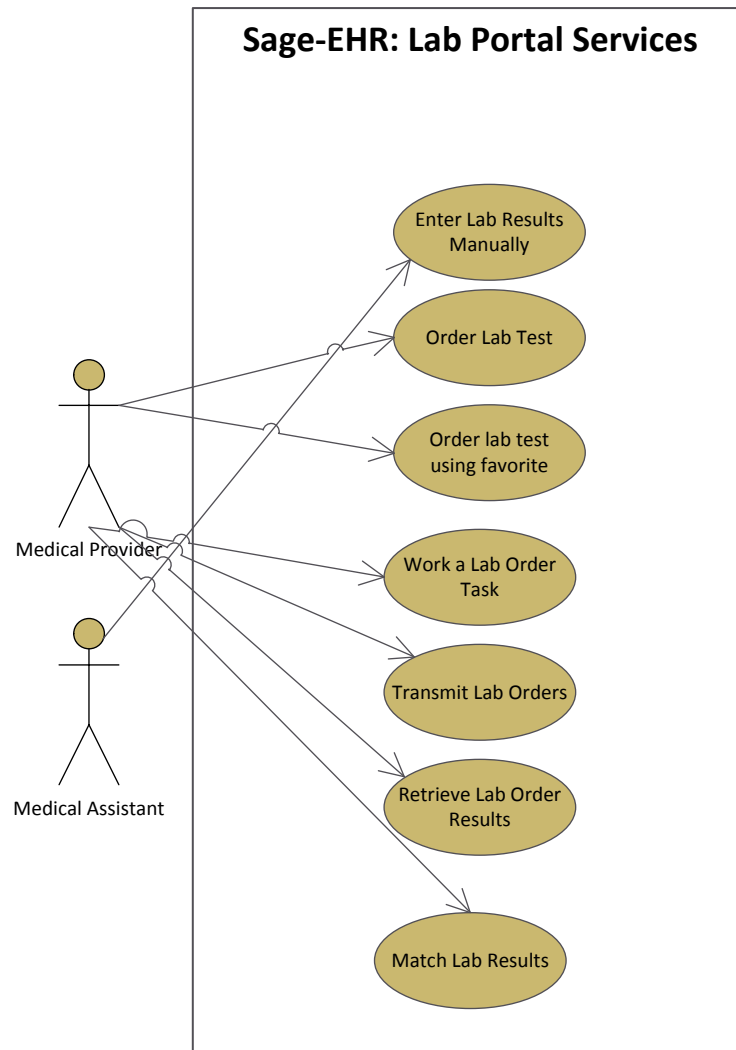 Sage-EHR: Lab Portal Services
Enter Lab Results
Manually
Order Lab Test
Order lab test
using favorite
Medical Provider
Work a Lab Order
Task
Transmit Lab Orders
Retrieve Lab Order
Results
Medical Assistant
Match Lab Results